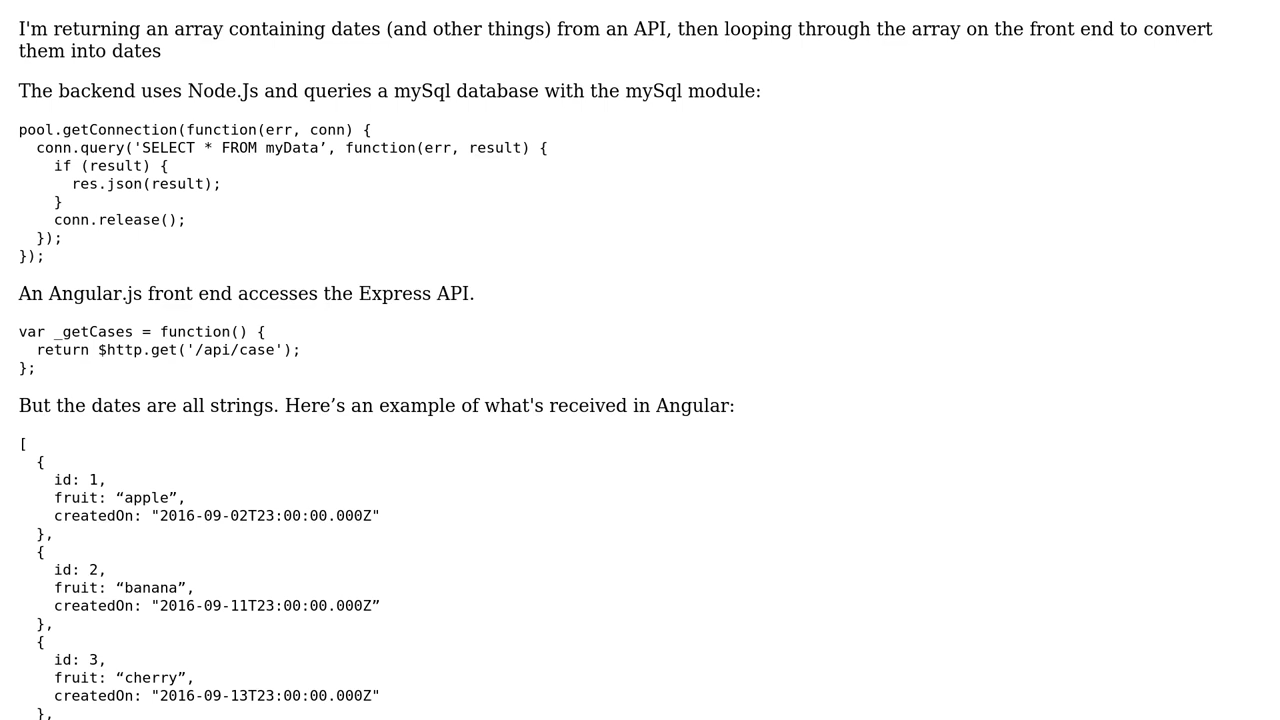 I'm returning an array containing dates (and other things) from an API, then looping through the array on the front end to convert
them into dates
The backend uses Node.Js and queries a mySql database with the mySql module:
pool.getConnection(function(err, conn) {
  conn.query('SELECT * FROM myData’, function(err, result) {
    if (result) {
      res.json(result);
    }
    conn.release();
  });
});
An Angular.js front end accesses the Express API.
var _getCases = function() {
  return $http.get('/api/case');
};
But the dates are all strings. Here’s an example of what's received in Angular:
[
  {
    id: 1,
    fruit: “apple”,
    createdOn: "2016-09-02T23:00:00.000Z"
  },
  {
    id: 2,
    fruit: “banana”,
    createdOn: "2016-09-11T23:00:00.000Z”
  },
  {
    id: 3,
    fruit: “cherry”,
    createdOn: "2016-09-13T23:00:00.000Z"
  },